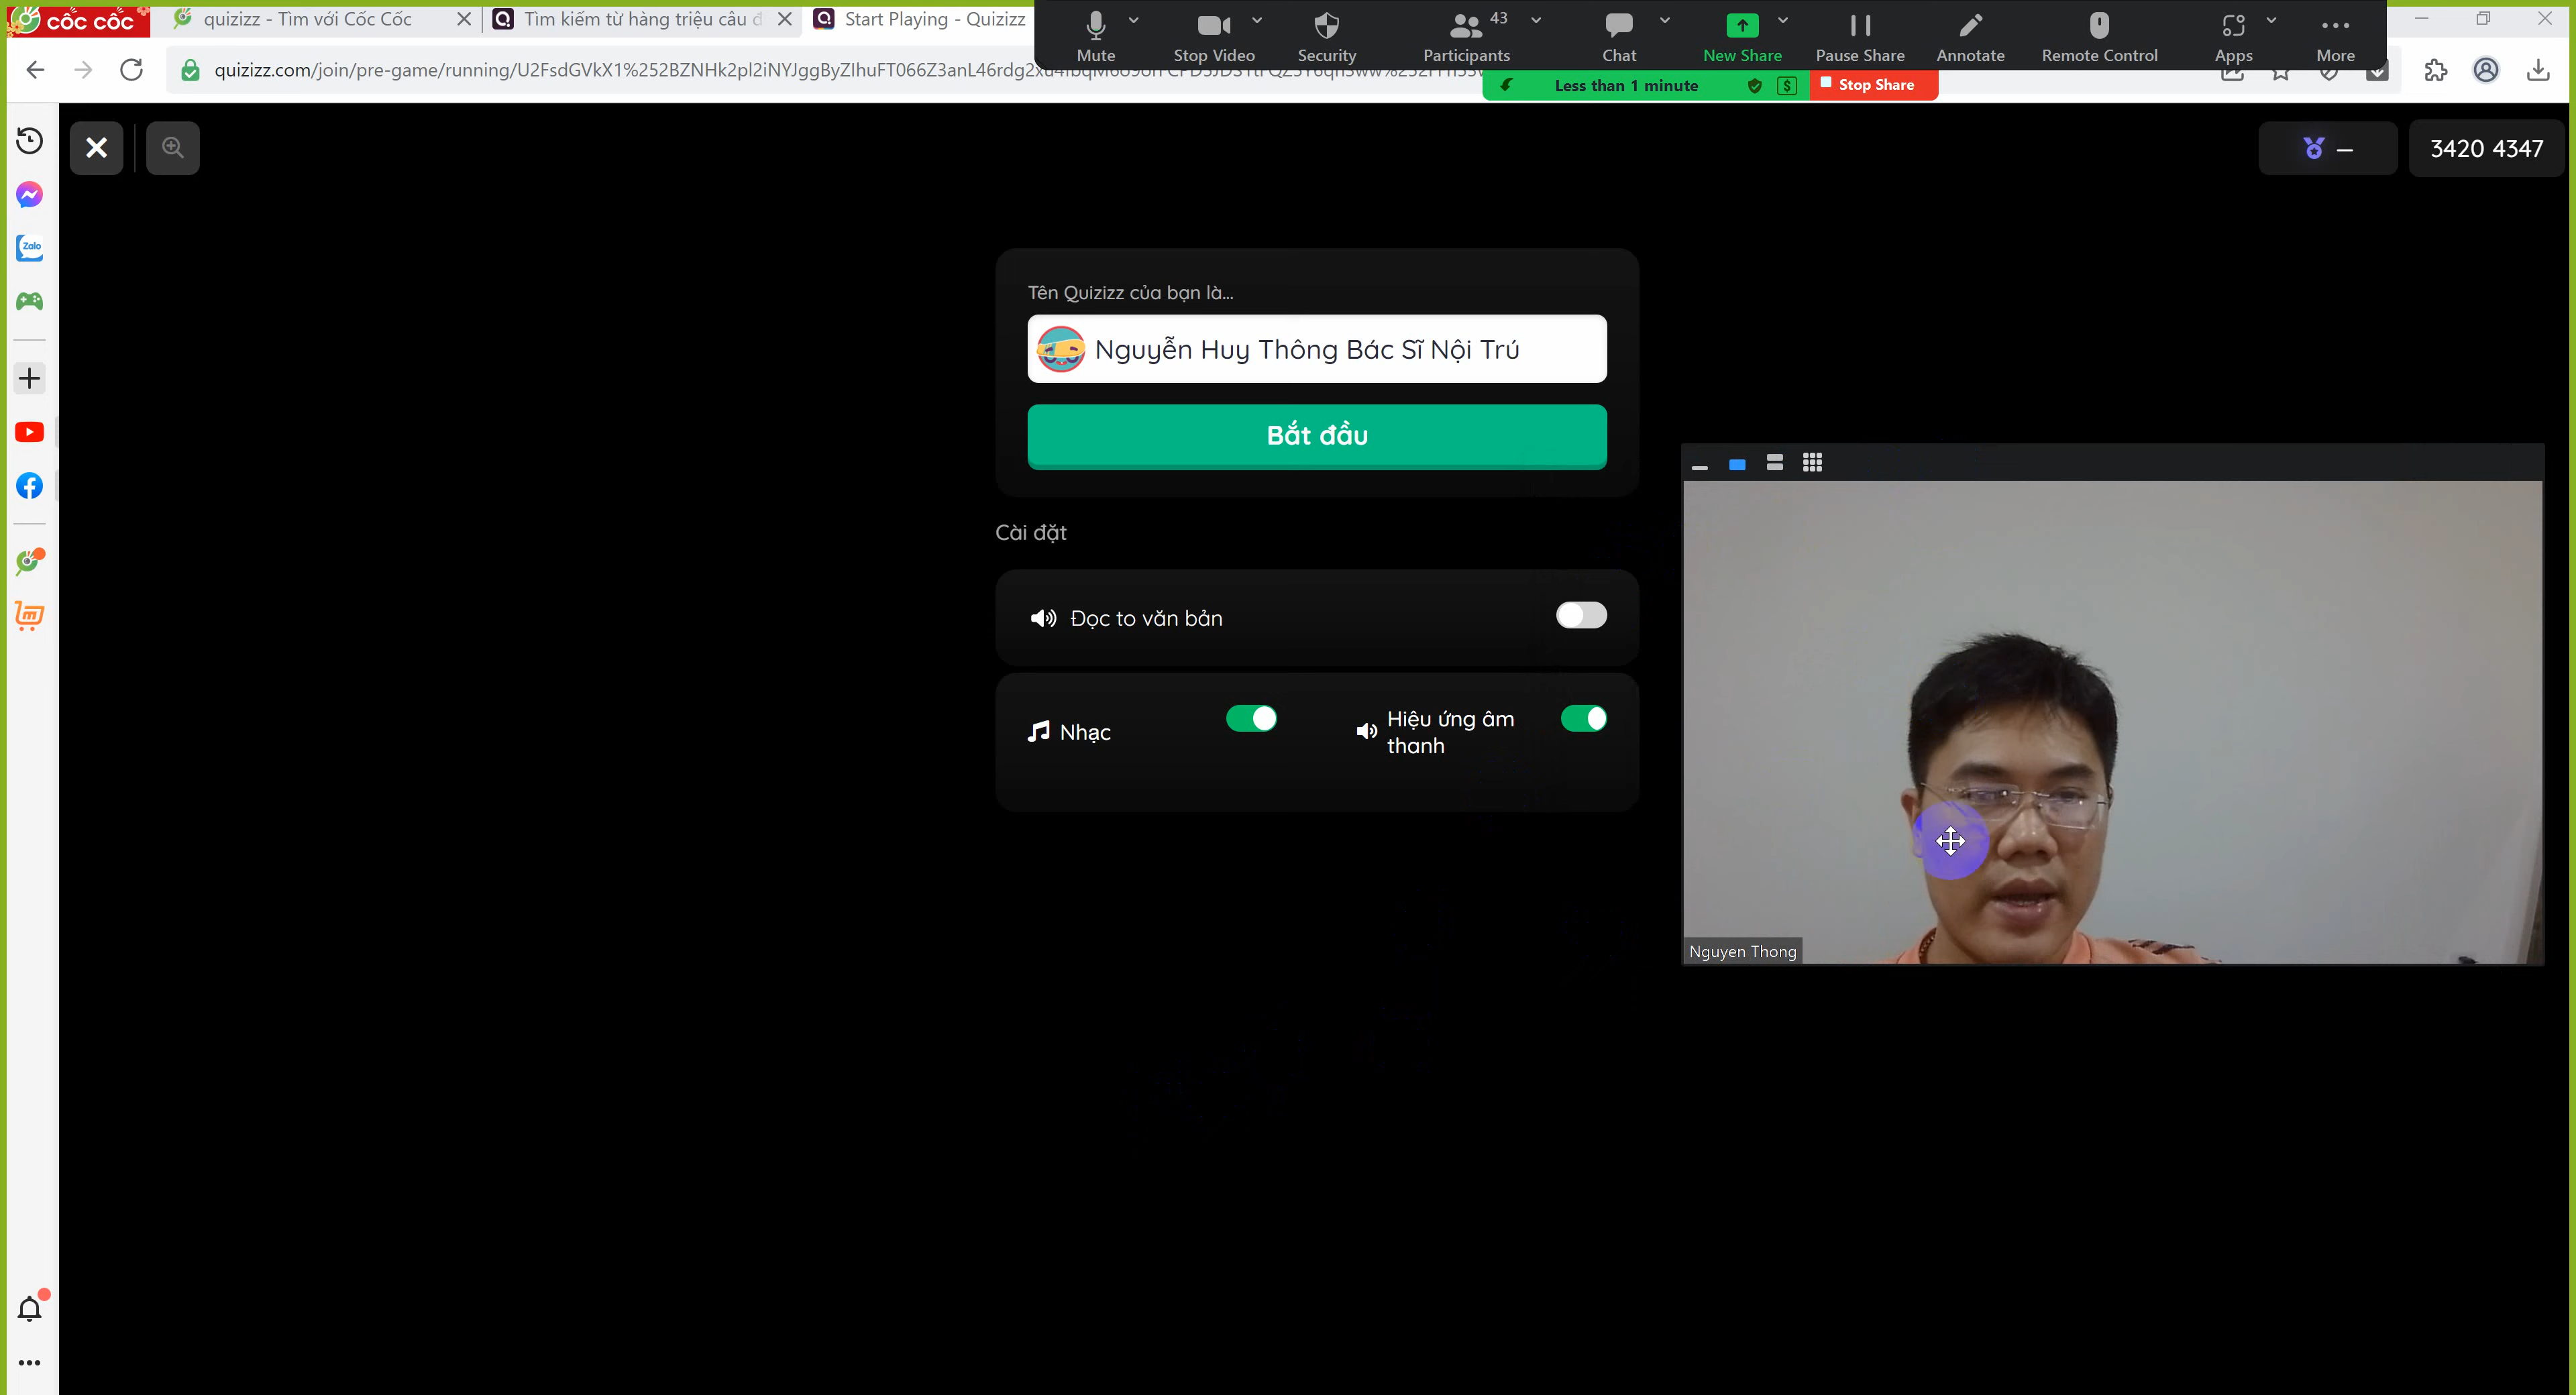 cốc cốc
quizizz - Tìm với Cốc Cốc
Tìm kiếm từ hàng triệu câu đ
Start Playing - Quizizz
Mute
Stop Video
Security
Participants
43
Chat
New Share
Pause Share
Annotate
Remote Control
Apps
More
Less than 1 minute
Stop Share
3420 4347
Zalo
Tên Quizizz của bạn là...
Nguyễn Huy Thông Bác Sĩ Nội Trú
Bắt đầu
Cài đặt
Đọc to văn bản
Nhạc
Hiệu ứng âm
thanh
Nguyen Thong